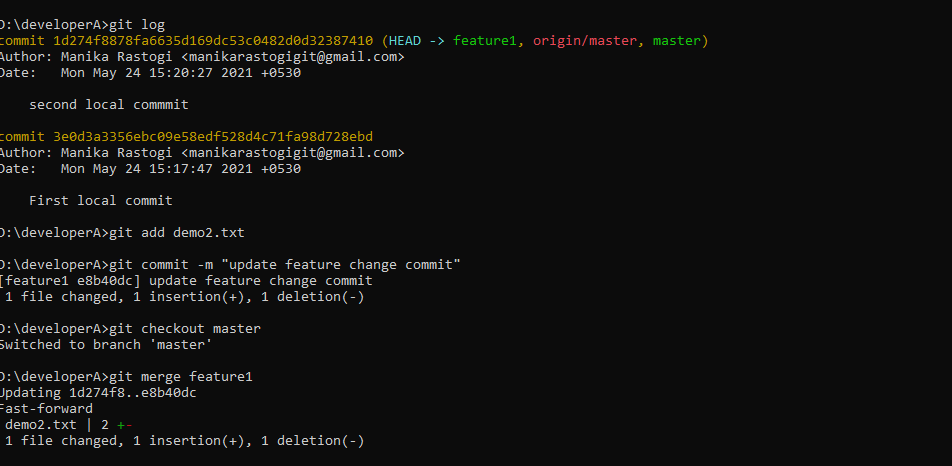 D:\developerA>git log
commit 1d274f8878fa6635d169dc53c0482d0d32387410 (HEAD -> feature1, origin/master, master)
Author: Manika Rastogi <manikarastogigit@gmail.com>
Date:   Mon May 24 15:20:27 2021 +0530
    second local commmit
commit 3e0d3a3356ebc09e58edf528d4c71fa98d728ebd
Author: Manika Rastogi <manikarastogigit@gmail.com>
Date:   Mon May 24 15:17:47 2021 +0530
    First local commit
D:\developerA>git add demo2.txt
D:\developerA>git commit -m "update feature change commit"
[feature1 e8b40dc] update feature change commit
 1 file changed, 1 insertion(+), 1 deletion(-)
D:\developerA>git checkout master
Switched to branch 'master'
D:\developerA>git merge feature1
Updating 1d274f8..e8b40dc
Fast-forward
 demo2.txt | 2 +-
 1 file changed, 1 insertion(+), 1 deletion(-)